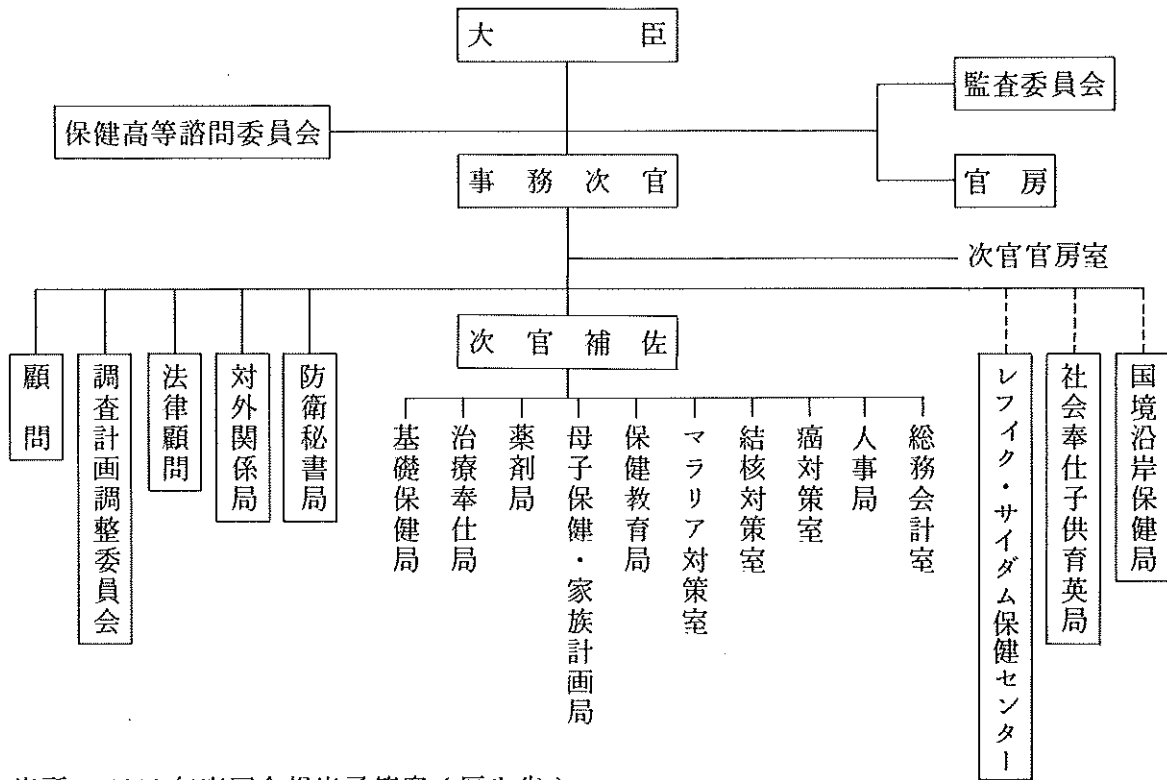 大臣
監査委員会
保健高等諮問委員会
事務次官
官房
次官官房室
次官補佐
顧問
調査計画調整委員会
法律顧問
対外関係局
防衛秘書局
基礎保健局
治療奉仕局
薬剤局
母子保健・家族計画局
保健教育局
マラリア対策室
結核対策室
癌対策室
人事局
総務会計室
レフイク・サイダム保健センター
社会奉仕子供育英局
国境沿岸保健局